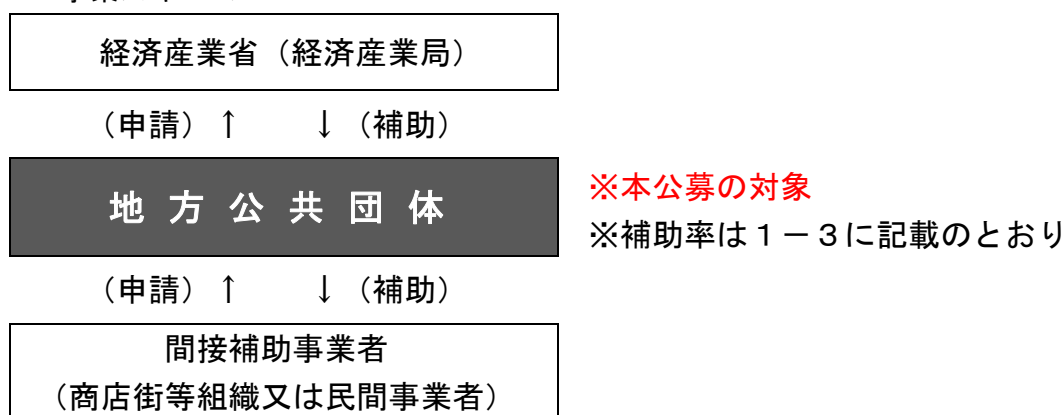 経済産業省（経済産業局）
（申請）↑　　↓（補助）
地 方 公 共 団 体
※本公募の対象
※補助率は１－３に記載のとおり
（申請）↑　　↓（補助）
間接補助事業者
（商店街等組織又は民間事業者）